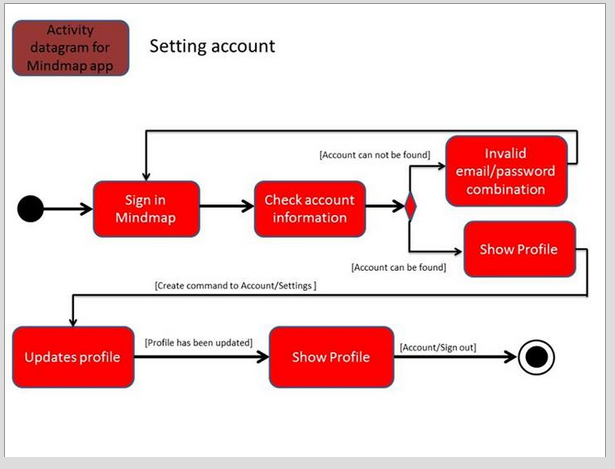 Activity
datagram for
Mindmap app
Setting account
[Account can not be found]
Invalid
email/password
combination
Sign in
Mindmap
Check account
information
Show Profile
[Account can be found]
[Create command to Account/Settings ]
Updates profile
[Profile has been updated]
Show Profile
[Account/Sign out]